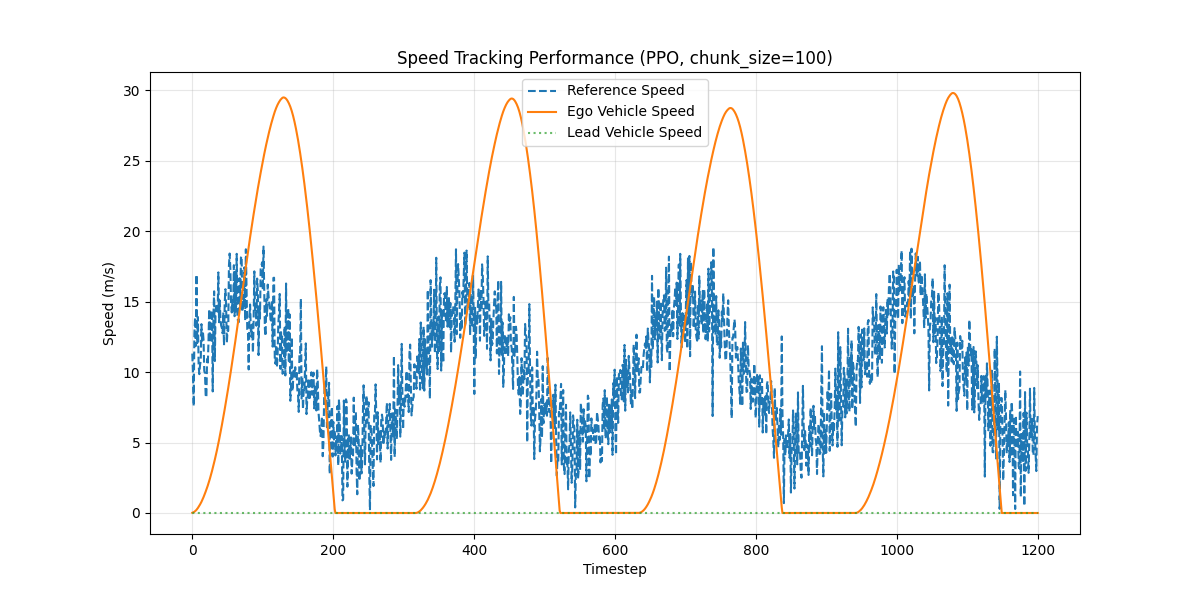 Speed Tracking Performance (PPO, chunk_size=100)
Reference Speed
Ego Vehicle Speed
Lead Vehicle Speed
Speed (m/s)
30
25
20
15
10
5
0
0 200 400 600 800 1000 1200
Timestep